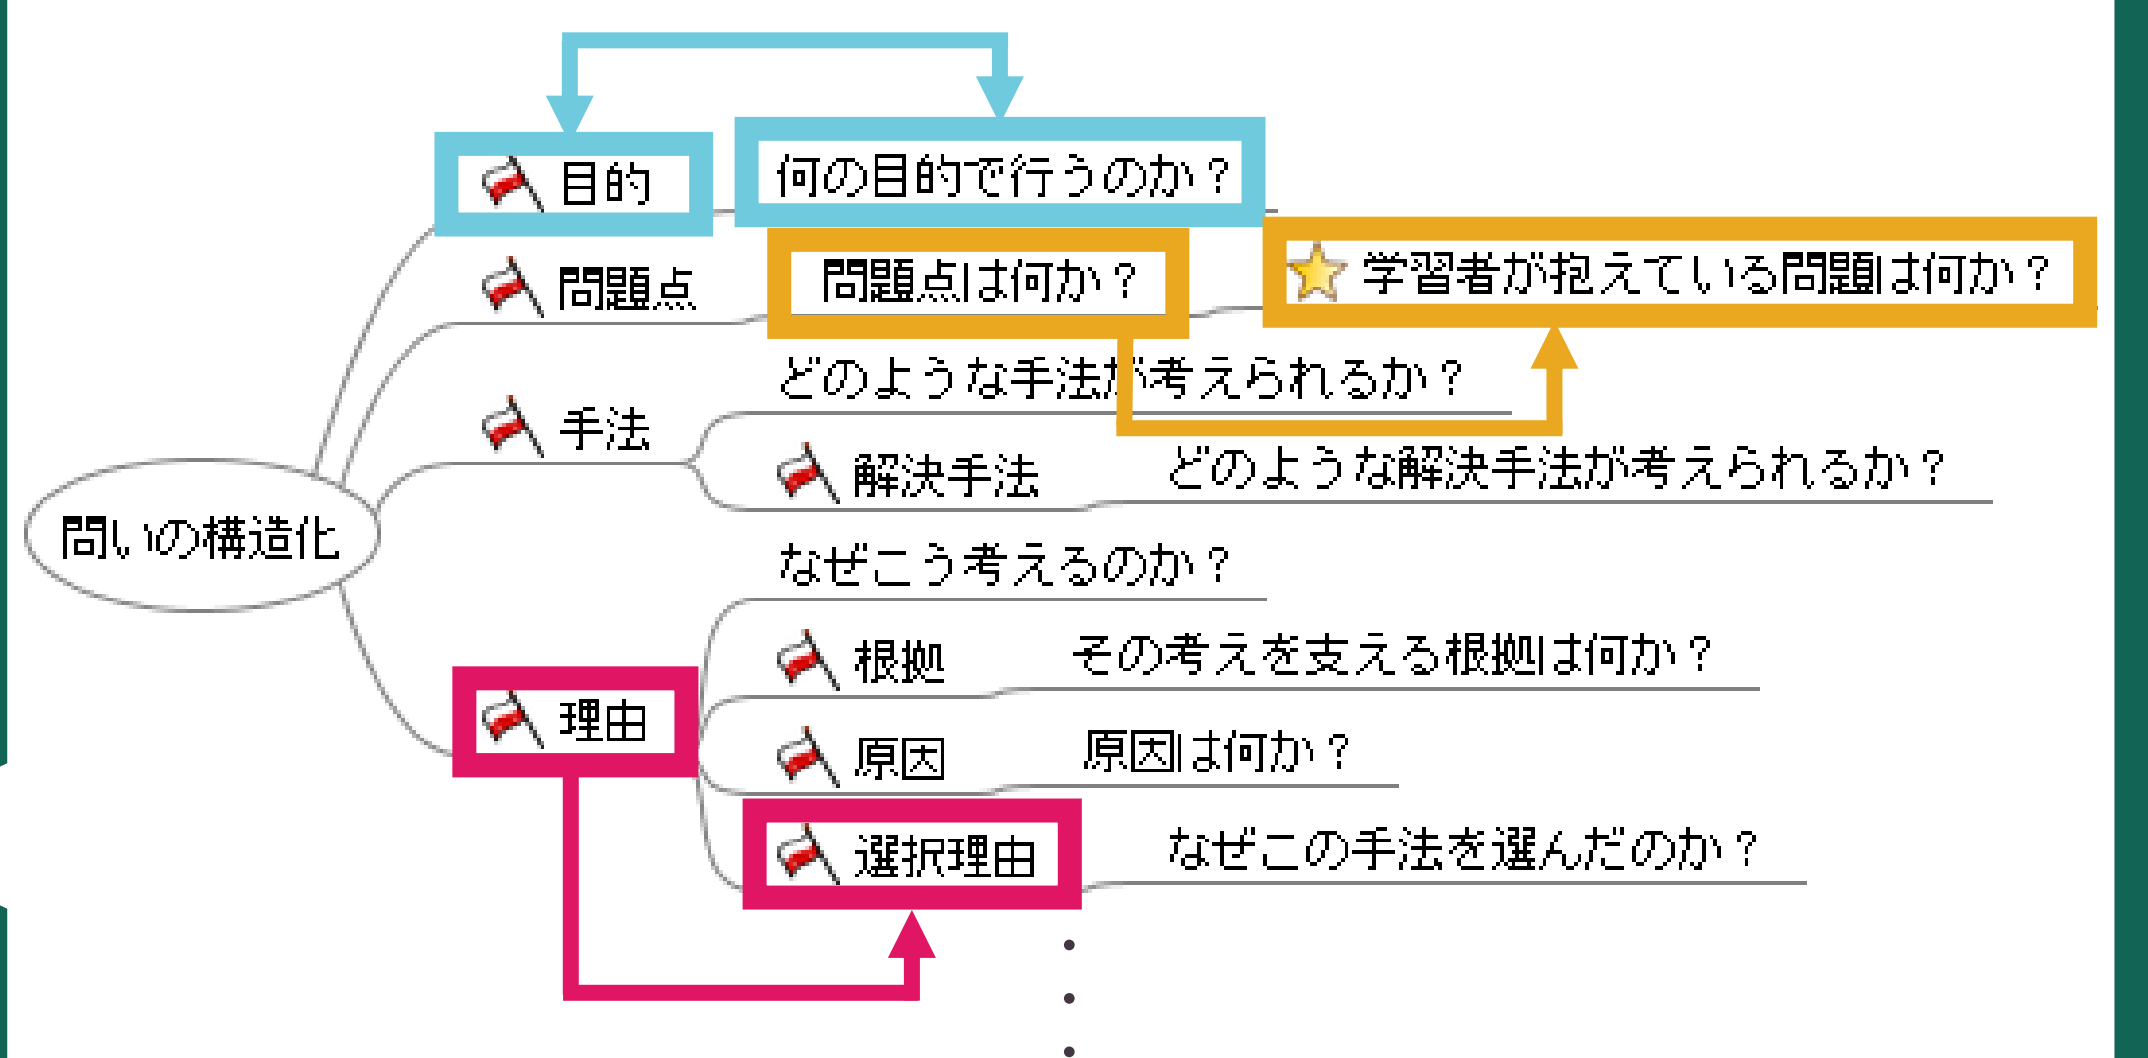 目的
何の目的で行うのか？
問題点
問題点は何か？
学習者が抱えている問題は何か？
手法
どのような手法が考えられるか？
解決手法
どのような解決手法が考えられるか？
問いの構造化
なぜこう考えるのか？
理由
根拠
その考えを支える根拠は何か？
原因
原因は何か？
選択理由
なぜこの手法を選んだのか？
・
・
・